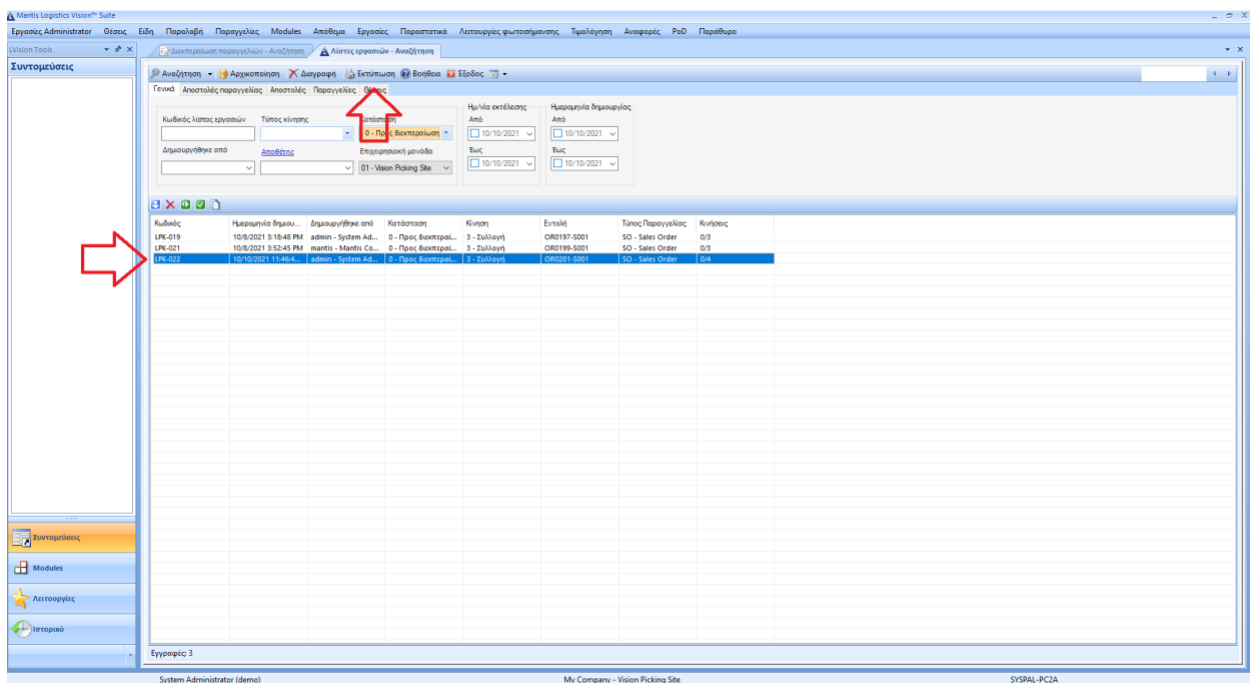 Mantis Logistics Vision™ Suite
Εργασίες Administrator Θέσεις Είδη Παραλαβή Παραγγελίες Modules Απόθεμα Εργασίες Παραστατικά Λειτουργίες φωτοσήμανσης Τιμολόγηση Αναφορές PoD Παράθυρο
LVision Tools
Διεκπεραίωση παραγγελιών - Αναζήτηση Λίστες εργασιών - Αναζήτηση
Συντομεύσεις
Αναζήτηση Αρχικοποίηση Διαγραφή Εκτύπωση Βοήθεια Έξοδος
Γενικά Αποστολές παραγγελίας Αποστολές Παραγγελίες
Ημ/νία εκτέλεσης Ημερομηνία δημιουργίας
Κωδικός λίστας εργασιών Τύπος κίνησης Από Από
0 - Προς διεκπεραίωση 10/10/2021 10/10/2021
Δημιουργήθηκε από Αποθέτης Επιχειρησιακή μονάδα Έως Έως
01 - Vision Picking Site 10/10/2021 10/10/2021
Κωδικός Ημερομηνία δημιου... Δημιουργήθηκε από Κατάσταση Κίνηση Εντολή Τύπος Παραγγελίας Κινήσεις
LPK-019 10/8/2021 3:18:48 PM admin - System Ad... 0 - Προς διεκπεραί... 3 - Συλλογή OR0197-S001 SO - Sales Order 0/3
LPK-021 10/8/2021 3:52:45 PM mantis - Mantis Co... 0 - Προς διεκπεραί... 3 - Συλλογή OR0199-S001 SO - Sales Order 0/3
LPK-022 10/10/2021 11:46:4... admin - System Ad... 0 - Προς διεκπεραί... 3 - Συλλογή OR0201-S001 SO - Sales Order 0/4
Συντομεύσεις
Modules
Λειτουργίες
Ιστορικό
Εγγραφές: 3
System Administrator (demo) My Company - Vision Picking Site SYSPAL-PC2A